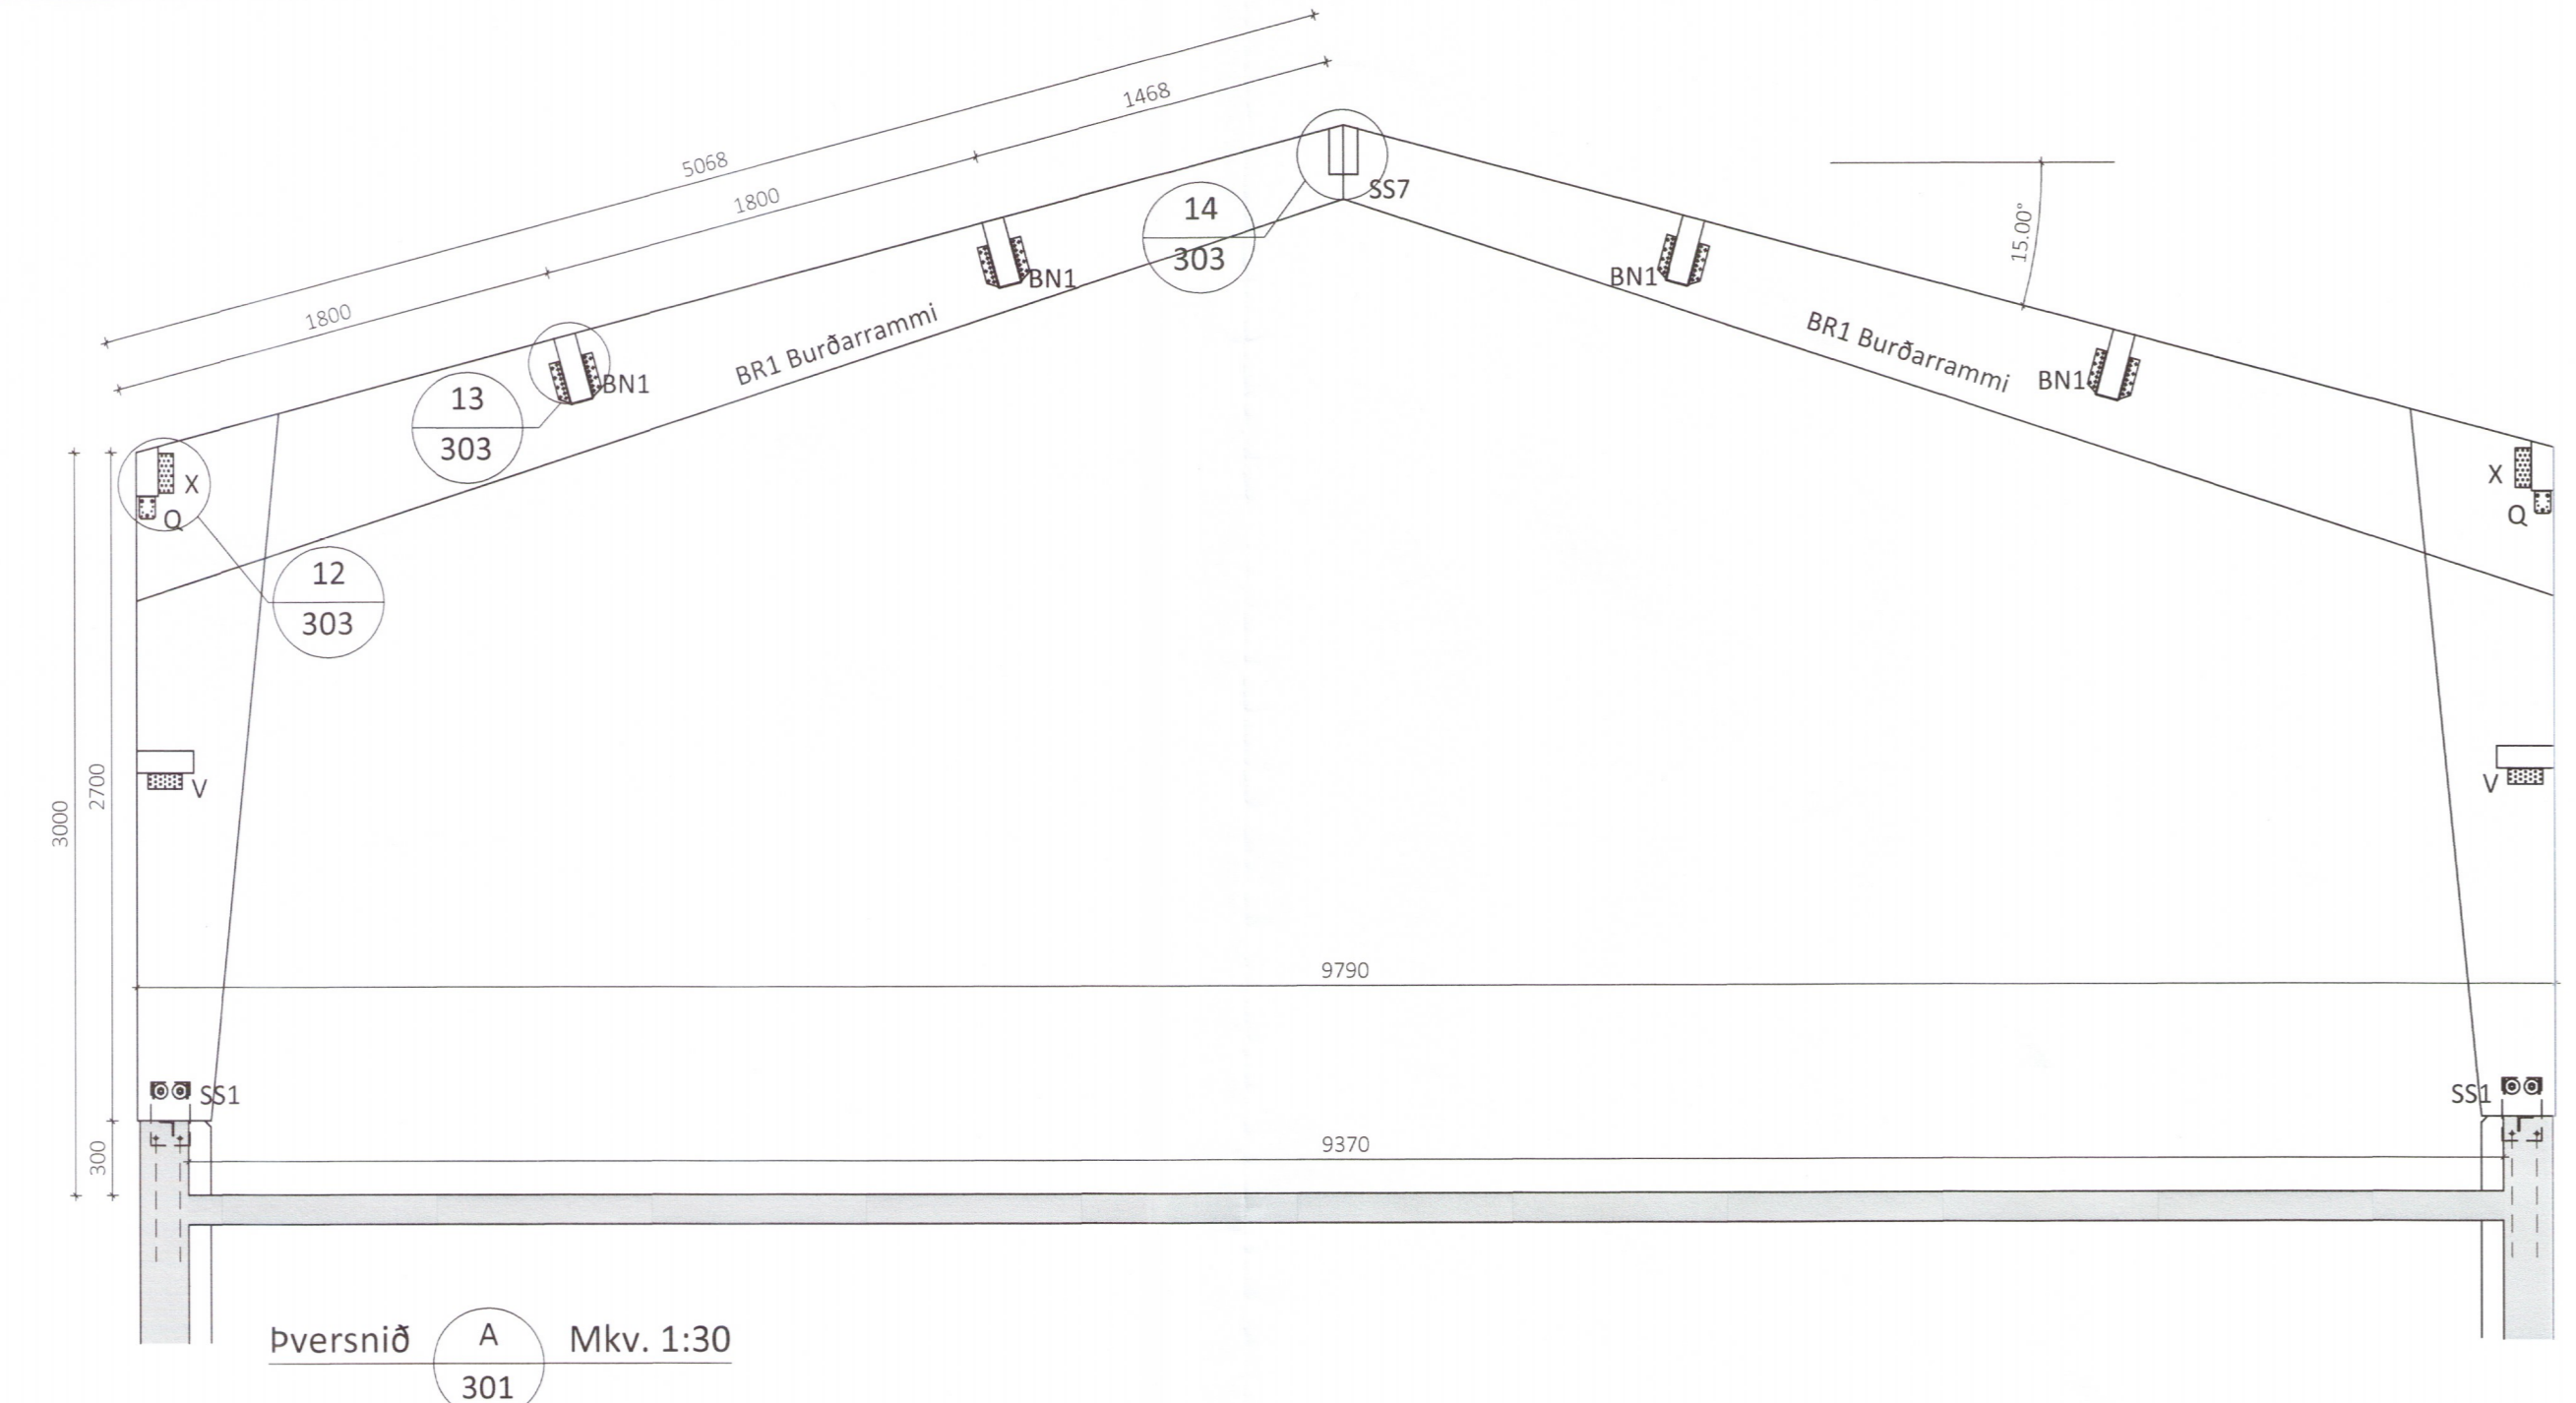 1468
5068
1800
1800
SS7
14
303
15.00°
BN1
BN1
BR1 Burðarrammi
BR1 Burðarrammi
BN1
BN1
13
303
X
Q
X
Q
12
303
V
V
3000
2700
9790
SS1
SS1
300
9370
Þversnið
A
301
Mkv. 1:30